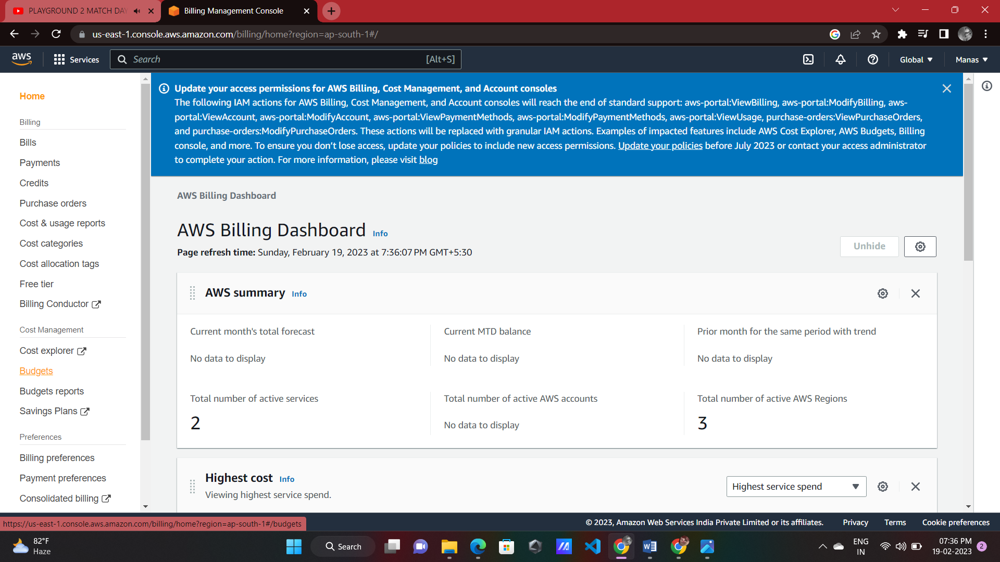 PLAYGROUND 2 MATCH DAY
Billing Management Console
us-east-1.console.aws.amazon.com/billing/home?region=ap-south-1#/
aws
Services
Search
[Alt+S]
Global
Manas
Home
Billing
Bills
Payments
Credits
Purchase orders
Cost & usage reports
Cost categories
Cost allocation tags
Free tier
Billing Conductor
Cost Management
Cost explorer
Budgets
Budgets reports
Savings Plans
Preferences
Billing preferences
Payment preferences
Consolidated billing
Update your access permissions for AWS Billing, Cost Management, and Account consoles
The following IAM actions for AWS Billing, Cost Management, and Account consoles will reach the end of standard support: aws-portal:ViewBilling, aws-portal:ModifyBilling, aws-
portal:ViewAccount, aws-portal:ModifyAccount, aws-portal:ViewPaymentMethods, aws-portal:ModifyPaymentMethods, aws-portal:ViewUsage, purchase-orders:ViewPurchaseOrders,
and purchase-orders:ModifyPurchaseOrders. These actions will be replaced with granular IAM actions. Examples of impacted features include AWS Cost Explorer, AWS Budgets, Billing
console, and more. To ensure you don’t lose access, update your policies to include new access permissions. Update your policies before July 2023 or contact your access administrator
to complete your action. For more information, please visit blog
AWS Billing Dashboard
AWS Billing Dashboard Info
Page refresh time: Sunday, February 19, 2023 at 7:36:07 PM GMT+5:30
Unhide
AWS summary Info
Current month's total forecast
No data to display
Current MTD balance
No data to display
Prior month for the same period with trend
No data to display
Total number of active services
2
Total number of active AWS accounts
No data to display
Total number of active AWS Regions
3
Highest cost Info
Viewing highest service spend.
Highest service spend
https://us-east-1.console.aws.amazon.com/billing/home?region=ap-south-1#/budgets
© 2023, Amazon Web Services India Private Limited or its affiliates.
Privacy
Terms
Cookie preferences
82°F
Haze
Search
ENG
IN
07:36 PM
19-02-2023
2